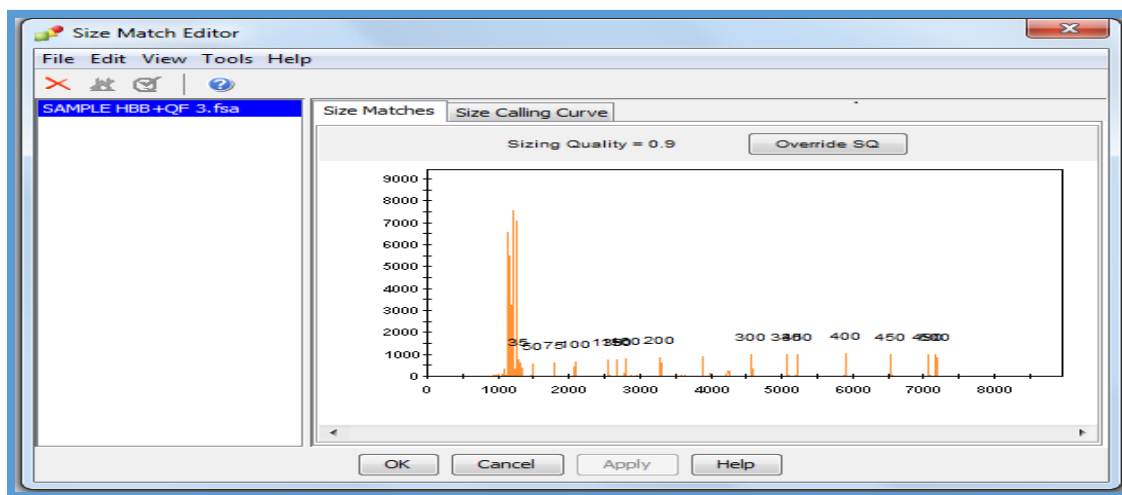 Size Match Editor
File Edit View Tools Help
SAMPLE HBB+QF 3.fsa
Size Matches Size Calling Curve
Sizing Quality = 0.9 Override SQ
9000
8000
7000
6000
5000
4000
3000
2000
1000
0
35 50 75 100 200 300 400 450
0 1000 2000 3000 4000 5000 6000 7000 8000
OK Cancel Apply Help